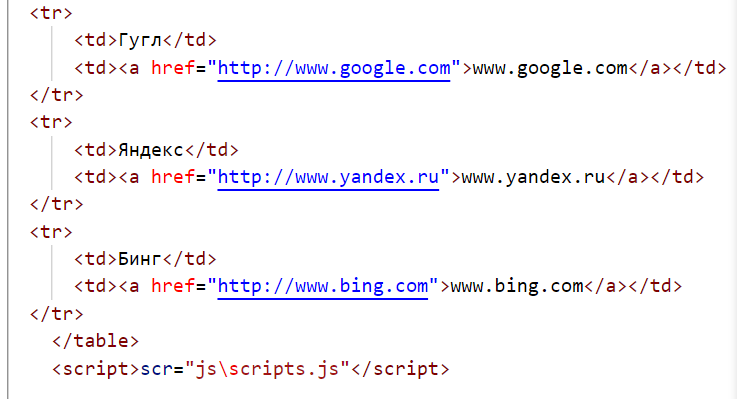 <tr>
<td>Гугл</td>
<td><a href="http://www.google.com">www.google.com</a></td>
</tr>
<tr>
<td>Яндекс</td>
<td><a href="http://www.yandex.ru">www.yandex.ru</a></td>
</tr>
<tr>
<td>Бинг</td>
<td><a href="http://www.bing.com">www.bing.com</a></td>
</tr>
</table>
<script>scr="js\scripts.js"</script>